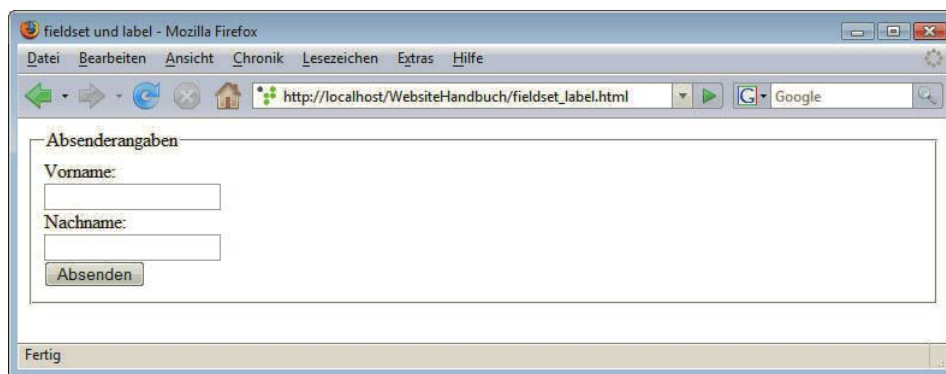 fieldset und label - Mozilla Firefox
Datei Bearbeiten Ansicht Chronik Lesezeichen Extras Hilfe
http://localhost/WebsiteHandbuch/fieldset_label.html G Google
Absenderangaben
Vorname:
Nachname:
Absenden
Fertig